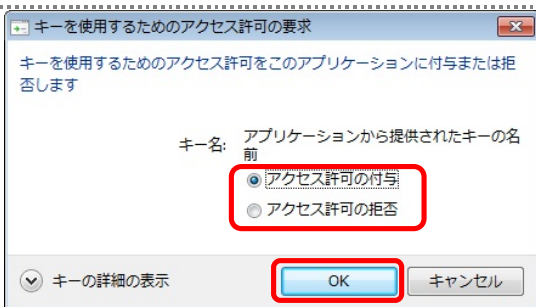 キーを使用するためのアクセス許可の要求
キーを使用するためのアクセス許可をこのアプリケーションに付与または拒
否します
キー名: アプリケーションから提供されたキーの名
前
アクセス許可の付与
アクセス許可の拒否
キーの詳細の表示 OK キャンセル